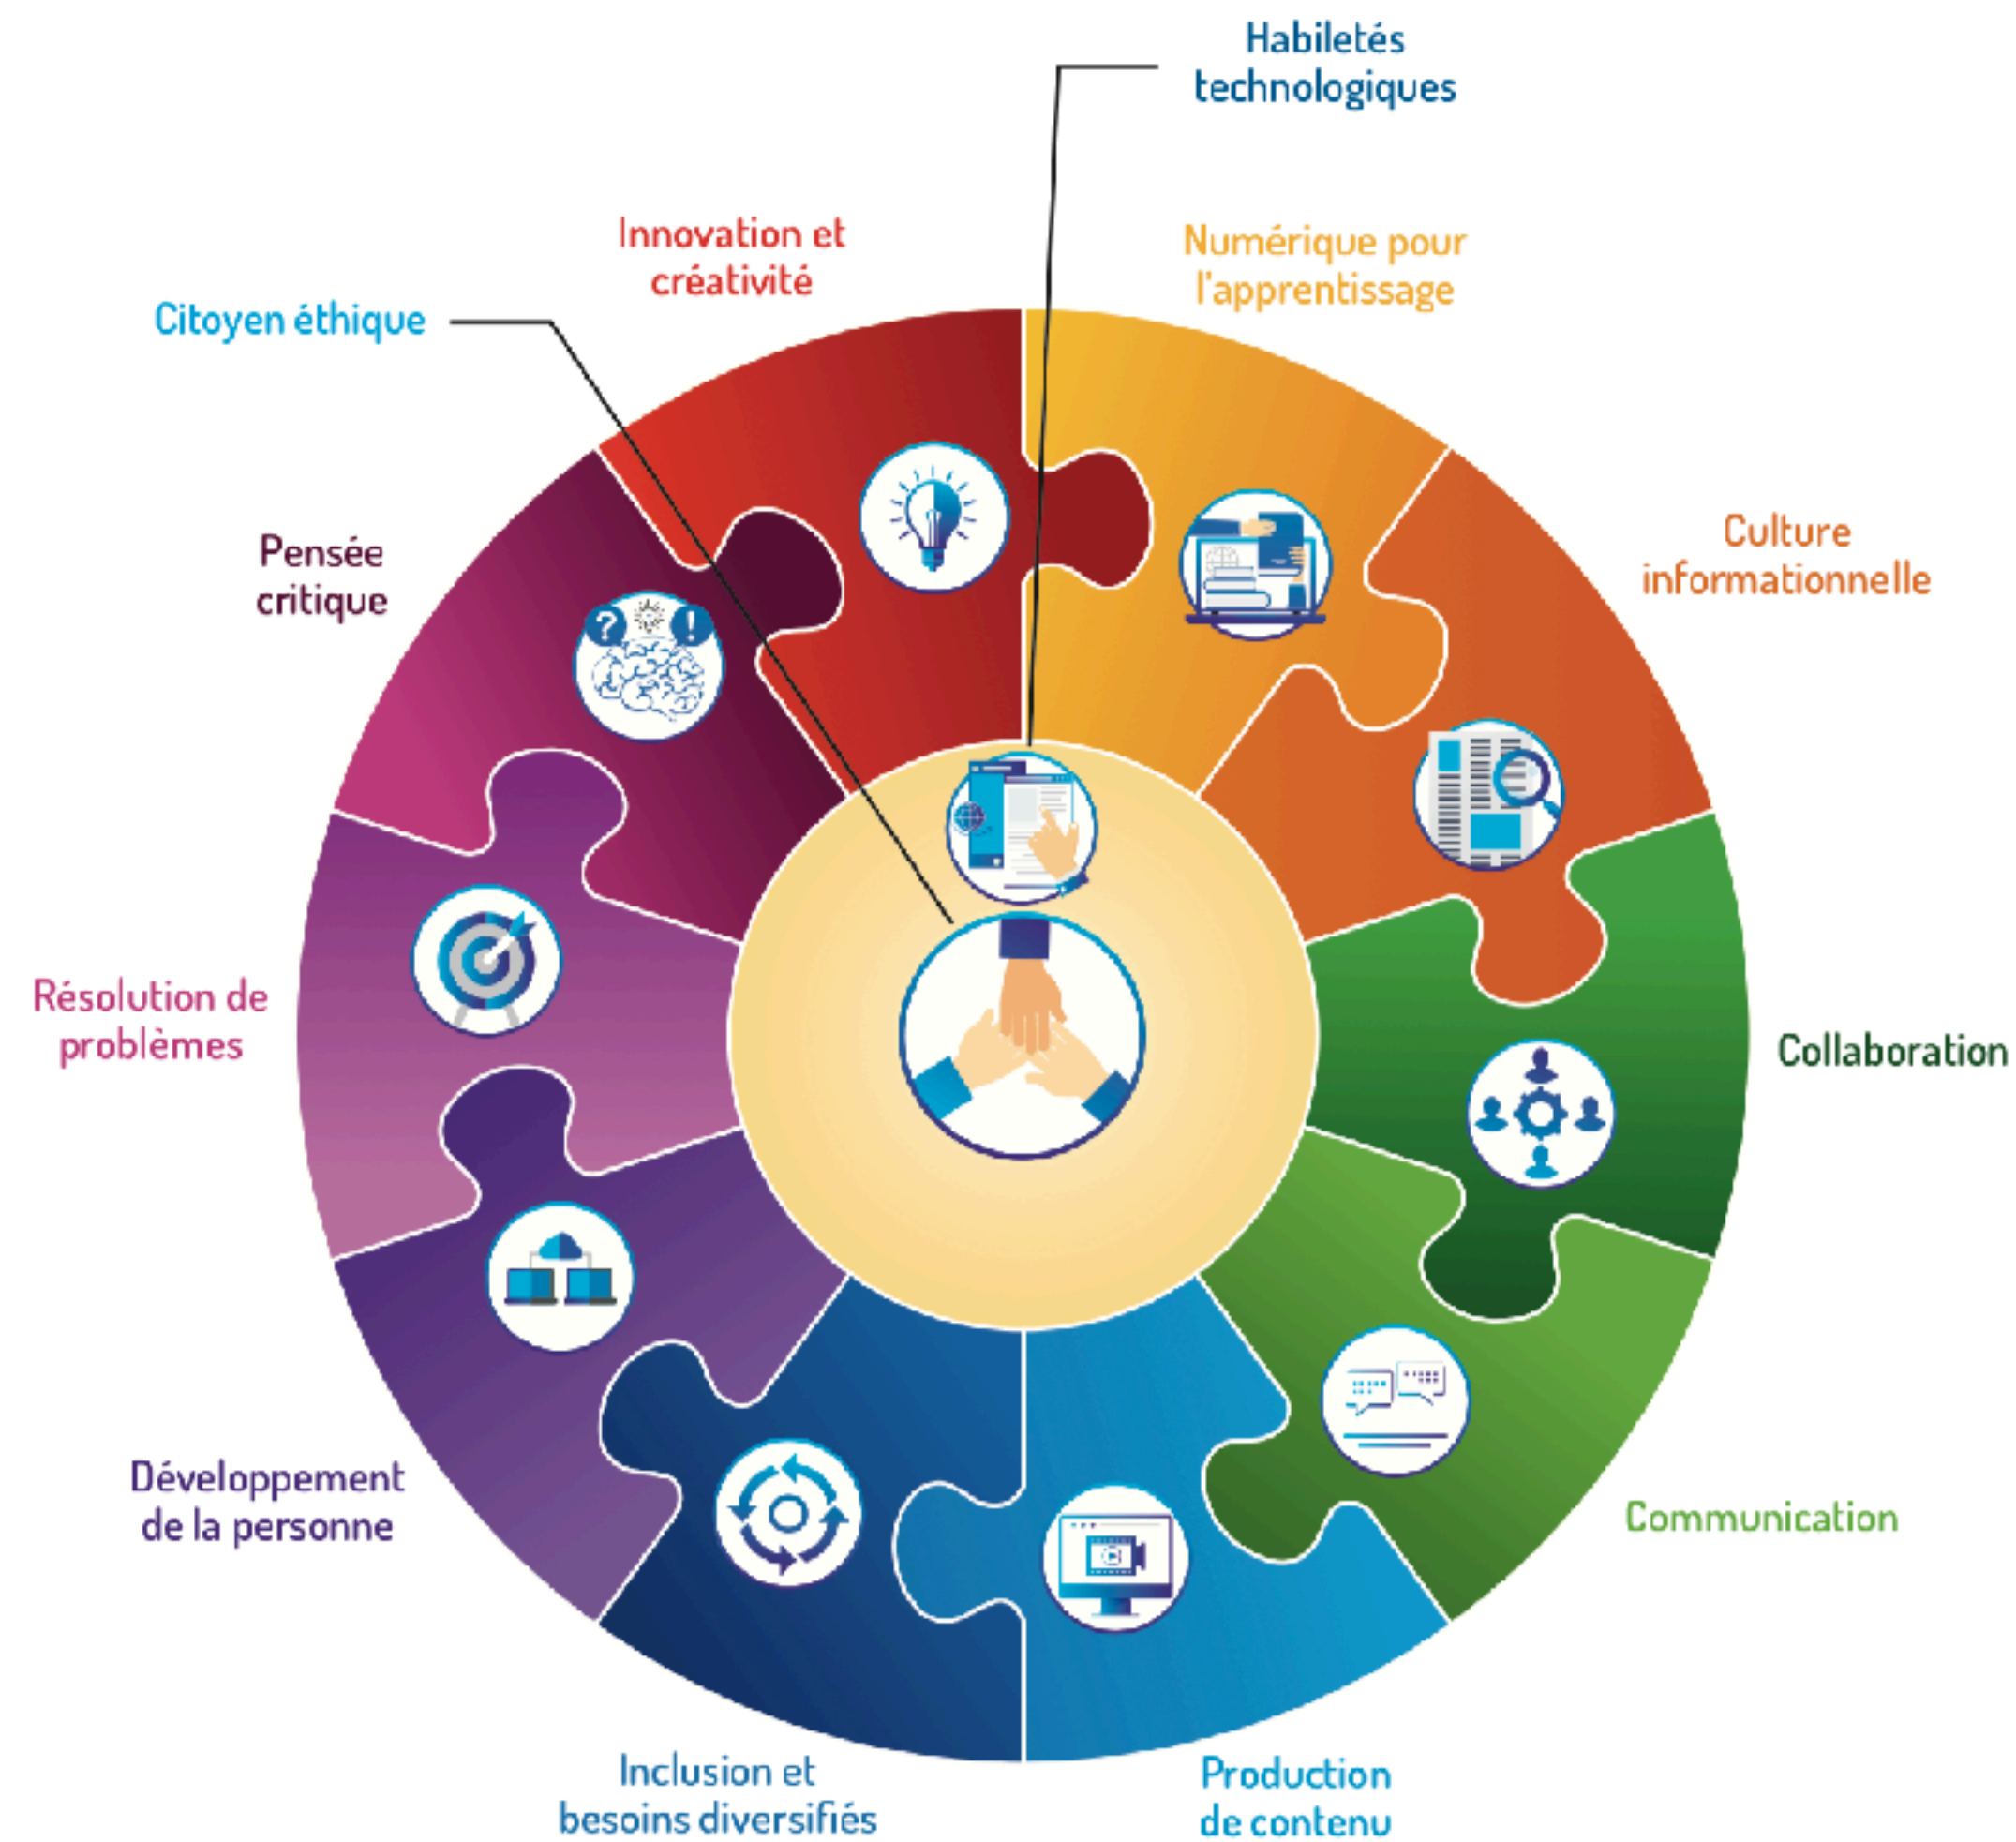 Habiletés
technologiques
Innovation et
créativité
Numérique pour
l'apprentissage
Citoyen éthique
Pensée
critique
?
!
Culture
informationnelle
Résolution de
problèmes
Collaboration
Développement
de la personne
Communication
Inclusion et
besoins diversifiés
Production
de contenu